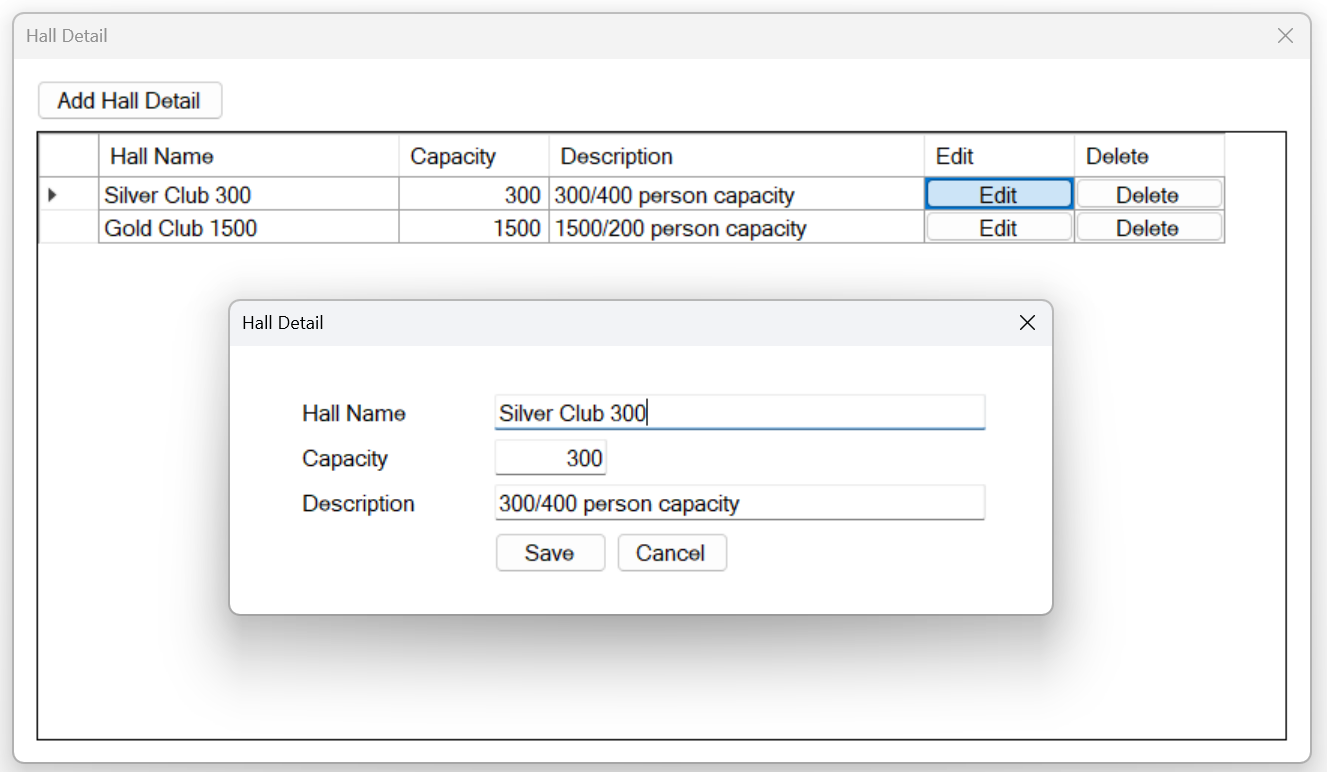 Hall Detail
Add Hall Detail
Hall Name Capacity Description Edit Delete
Silver Club 300 300 300/400 person capacity Edit Delete
Gold Club 1500 1500 1500/200 person capacity Edit Delete
Hall Detail
Hall Name Silver Club 300
Capacity 300
Description 300/400 person capacity
Save Cancel